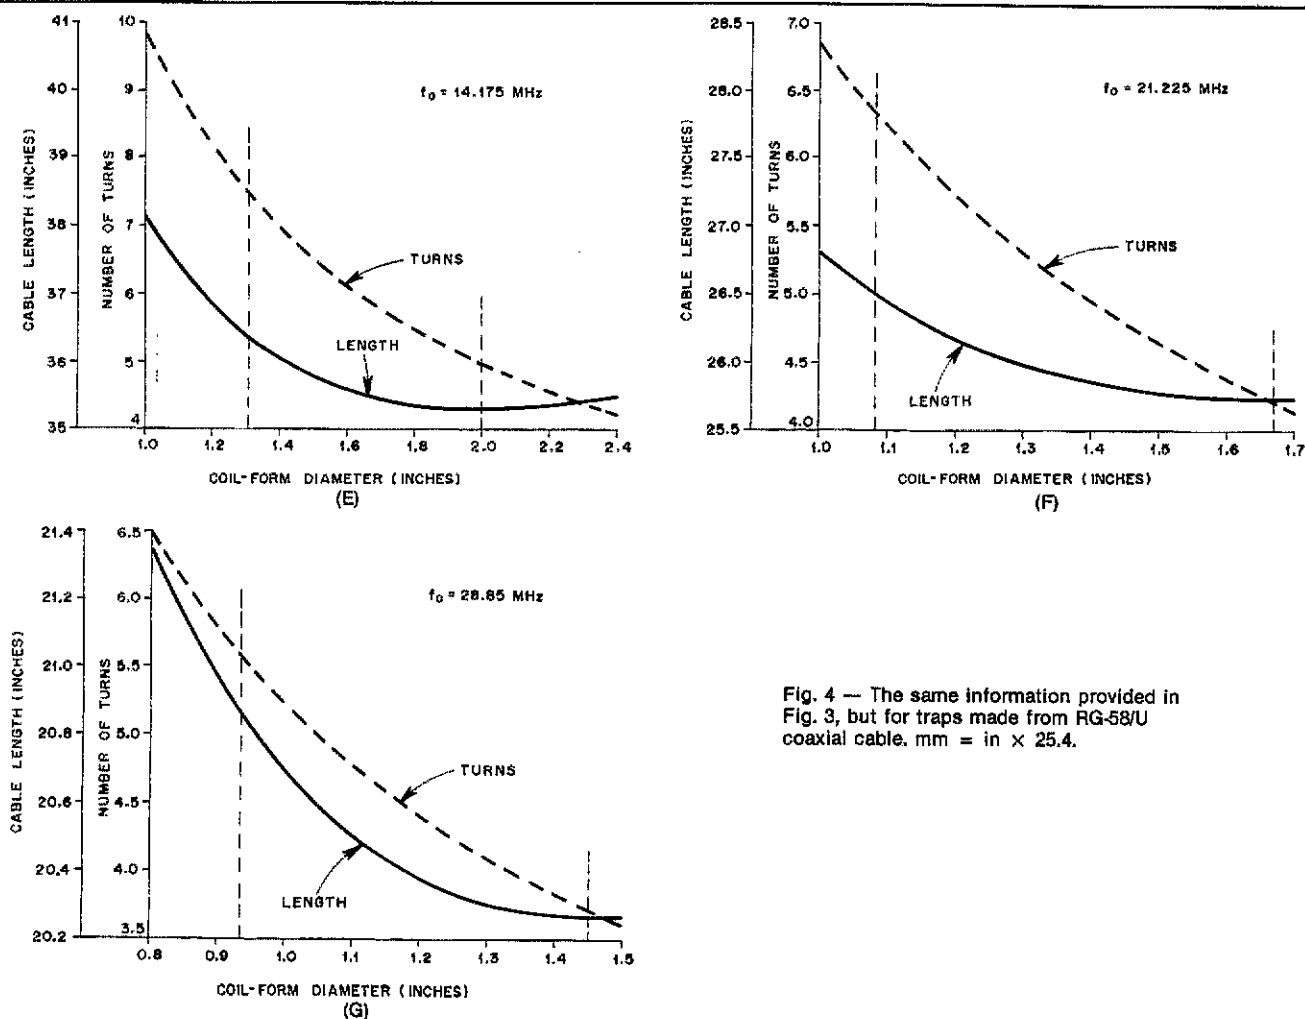 CABLE LENGTH (INCHES)
41
40
39
38
37
36
35
NUMBER OF TURNS
10
9
8
7
6
5
4
f₀ = 14.175 MHz
TURNS
LENGTH
1.0 1.2 1.4 1.6 1.8 2.0 2.2 2.4
COIL-FORM DIAMETER (INCHES)
(E)
CABLE LENGTH (INCHES)
28.5
28.0
27.5
27.0
26.5
26.0
25.5
NUMBER OF TURNS
7.0
6.5
6.0
5.5
5.0
4.5
4.0
f₀ = 21.225 MHz
TURNS
LENGTH
1.0 1.1 1.2 1.3 1.4 1.5 1.6 1.7
COIL-FORM DIAMETER (INCHES)
(F)
CABLE LENGTH (INCHES)
21.4
21.2
21.0
20.8
20.6
20.4
20.2
NUMBER OF TURNS
6.5
6.0
5.5
5.0
4.5
4.0
3.5
f₀ = 28.85 MHz
TURNS
LENGTH
0.8 0.9 1.0 1.1 1.2 1.3 1.4 1.5
COIL-FORM DIAMETER (INCHES)
(G)
Fig. 4 — The same information provided in
Fig. 3, but for traps made from RG-58/U
coaxial cable. mm = in × 25.4.